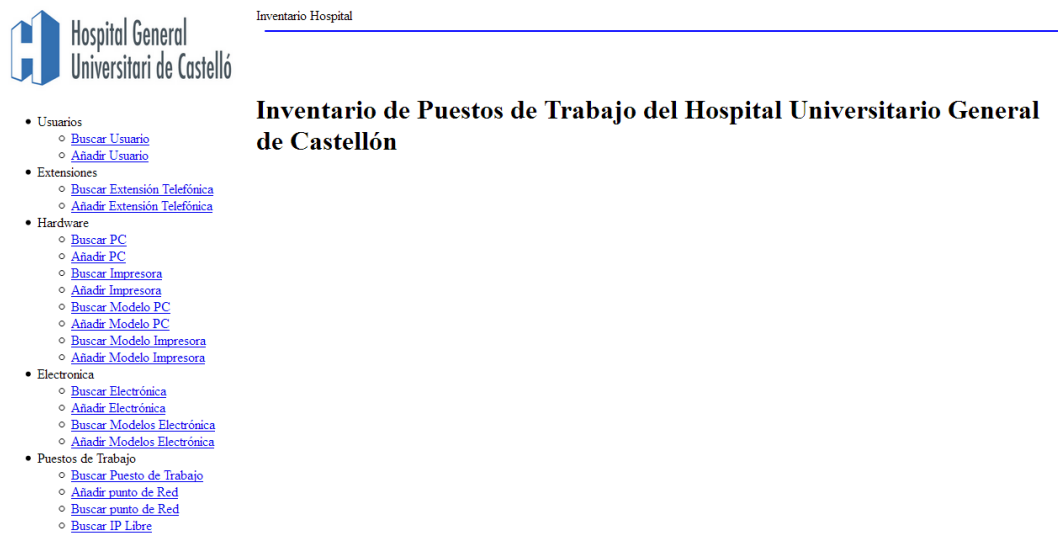 Hospital General
Universitari de Castelló
Inventario Hospital
Inventario de Puestos de Trabajo del Hospital Universitario General
de Castellón
Usuarios
Buscar Usuario
Añadir Usuario
Extensiones
Buscar Extensión Telefónica
Añadir Extensión Telefónica
Hardware
Buscar PC
Añadir PC
Buscar Impresora
Añadir Impresora
Buscar Modelo PC
Añadir Modelo PC
Buscar Modelo Impresora
Añadir Modelo Impresora
Electronica
Buscar Electrónica
Añadir Electrónica
Buscar Modelos Electrónica
Añadir Modelos Electrónica
Puestos de Trabajo
Buscar Puesto de Trabajo
Añadir punto de Red
Buscar punto de Red
Buscar IP Libre